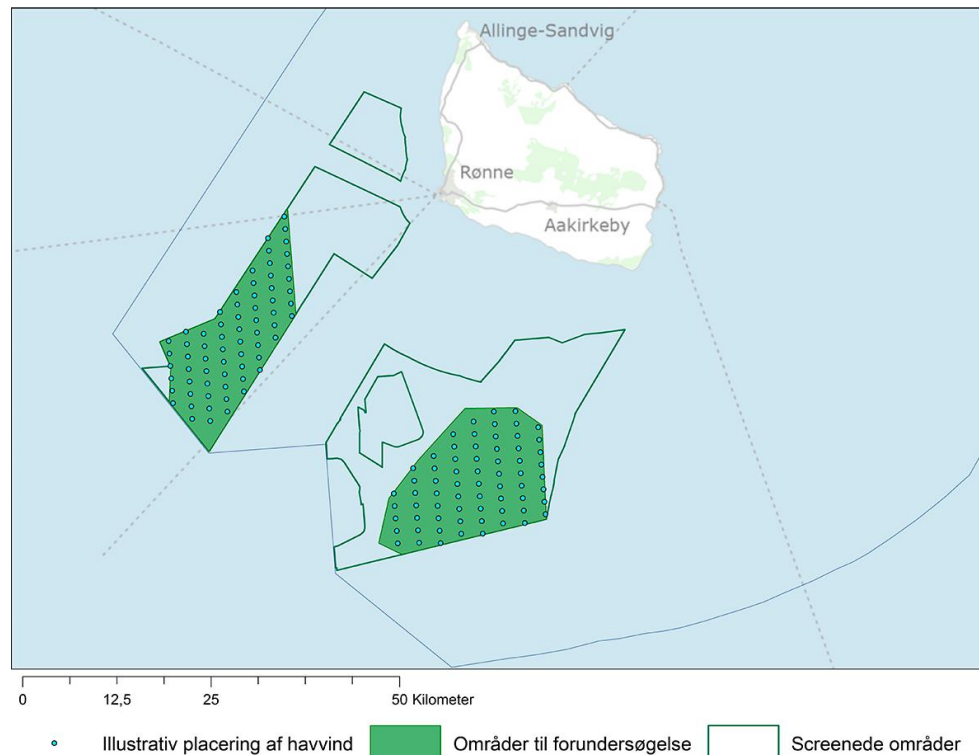 Allinge-Sandvig
Rønne
Aakirkeby
0 12,5 25 50 Kilometer
Illustrativ placering af havvind Områder til forundersøgelse Screenede områder